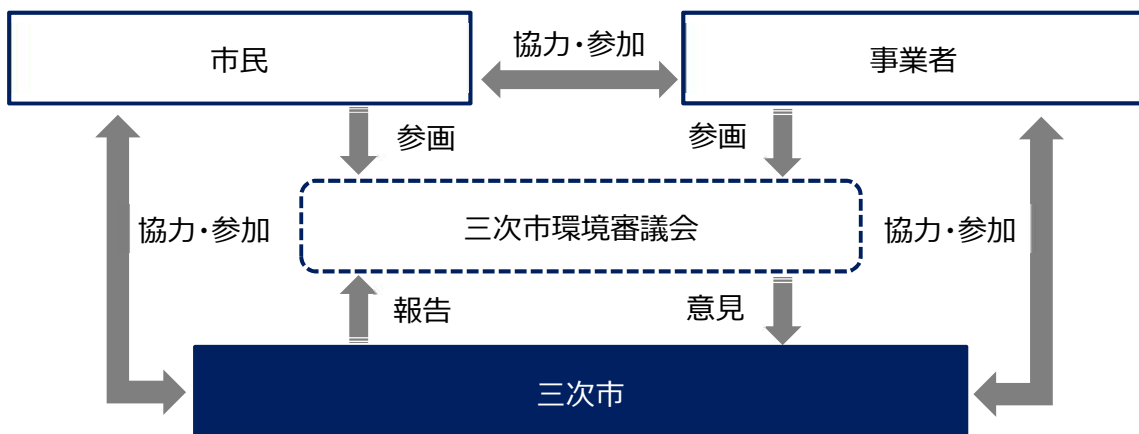 市民
協力・参加
事業者
参画
参画
協力・参加
三次市環境審議会
協力・参加
報告
意見
三次市